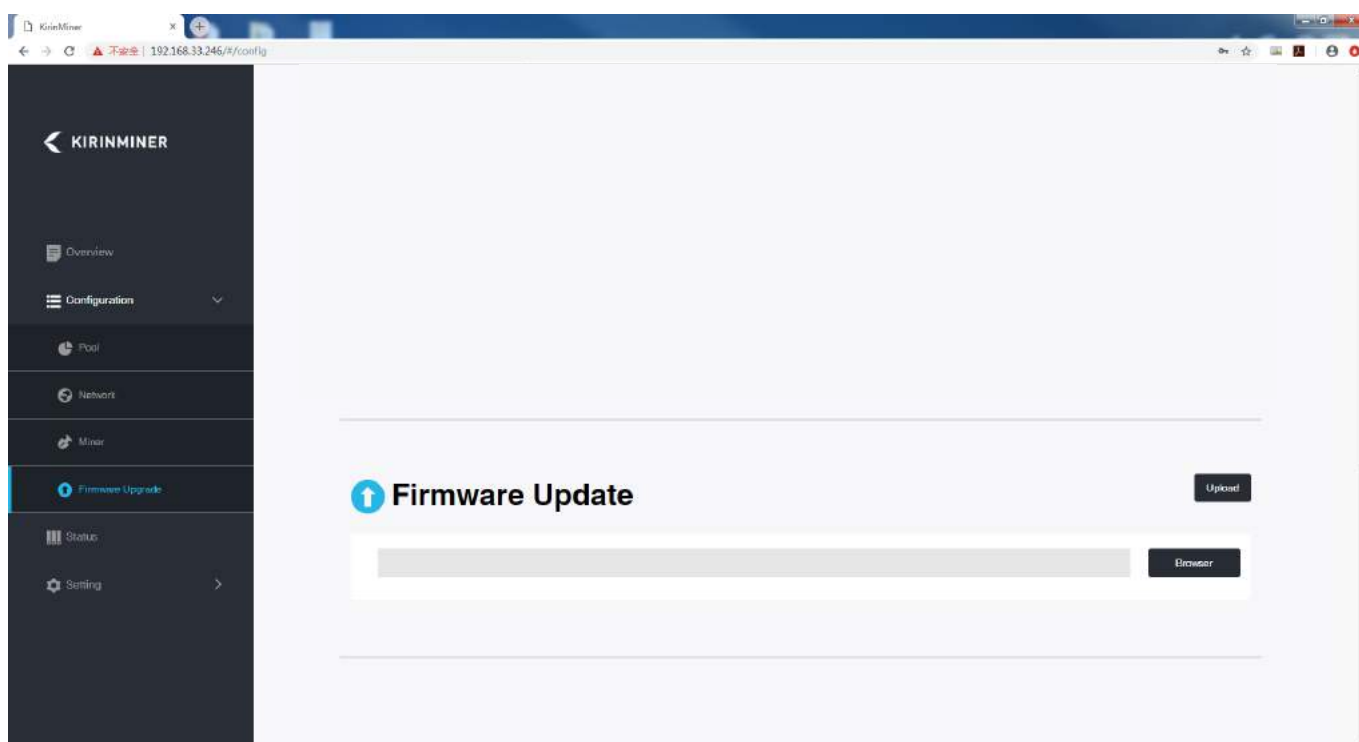 KirinMiner
不安全 | 192.168.33.246/#/config
KIRINMINER
Overview
Configuration
Pool
Network
Miner
Firmware Upgrade
Status
Setting
Firmware Update
Upload
Browser